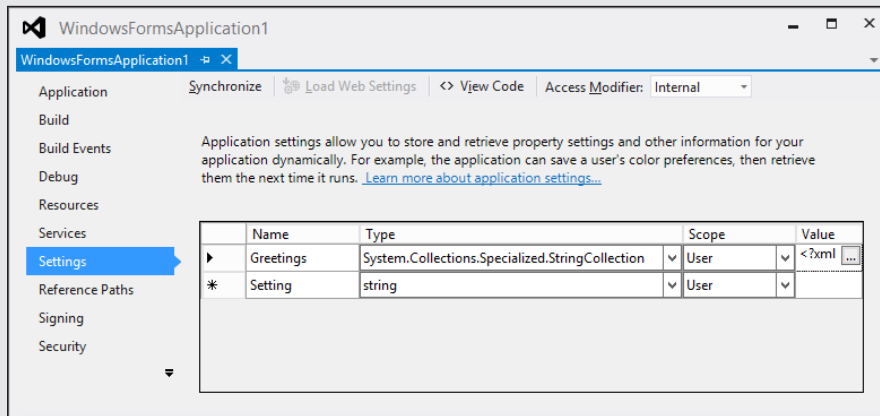 WindowsFormsApplication1
WindowsFormsApplication1
Synchronize Load Web Settings <> View Code Access Modifier: Internal
Application
Build
Build Events
Debug
Resources
Services
Settings
Reference Paths
Signing
Security
Application settings allow you to store and retrieve property settings and other information for your
application dynamically. For example, the application can save a user's color preferences, then retrieve
them the next time it runs. Learn more about application settings...
Name Type Scope Value
Greetings System.Collections.Specialized.StringCollection User <?xml ...
* Setting string User